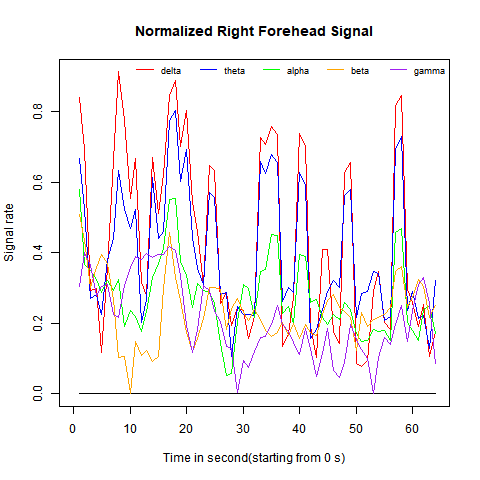 Normalized Right Forehead Signal
delta theta alpha beta gamma
Signal rate
0.8
0.6
0.4
0.2
0.0
0 10 20 30 40 50 60
Time in second(starting from 0 s)